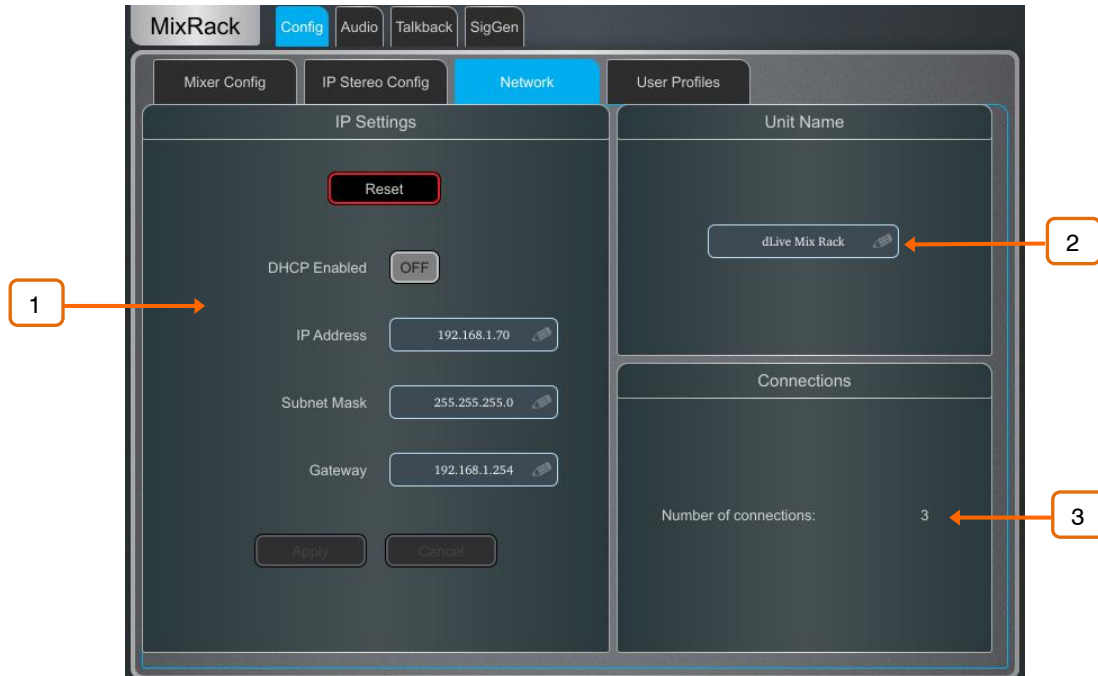 MixRack Config Audio Talkback SigGen
Mixer Config IP Stereo Config Network User Profiles
IP Settings
Reset
DHCP Enabled OFF
IP Address 192.168.1.70
Subnet Mask 255.255.255.0
Gateway 192.168.1.254
Apply Cancel
1
Unit Name
dLive Mix Rack
2
Connections
Number of connections: 3
3